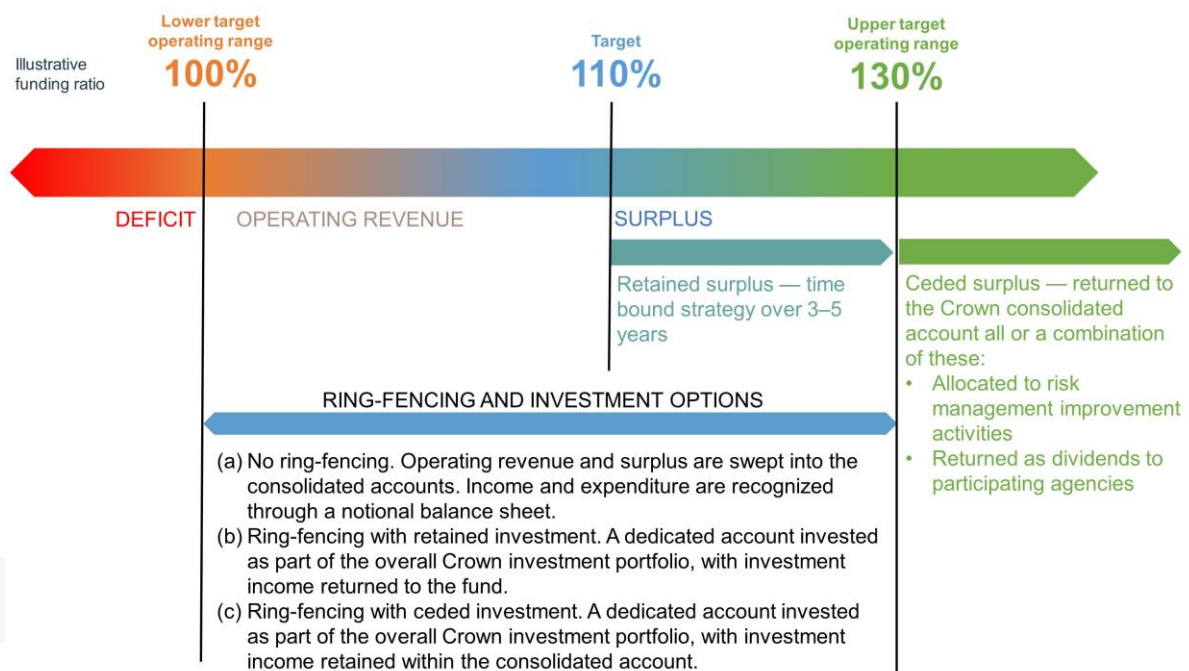 Illustrative
funding ratio
Lower target
operating range
100%
Target
110%
Upper target
operating range
130%
DEFICIT
OPERATING REVENUE
SURPLUS
Retained surplus — time
bound strategy over 3–5
years
Ceded surplus — returned to
the Crown consolidated
account all or a combination
of these:
• Allocated to risk
management improvement
activities
• Returned as dividends to
participating agencies
RING-FENCING AND INVESTMENT OPTIONS
(a) No ring-fencing. Operating revenue and surplus are swept into the
consolidated accounts. Income and expenditure are recognized
through a notional balance sheet.
(b) Ring-fencing with retained investment. A dedicated account invested
as part of the overall Crown investment portfolio, with investment
income returned to the fund.
(c) Ring-fencing with ceded investment. A dedicated account invested
as part of the overall Crown investment portfolio, with investment
income retained within the consolidated account.